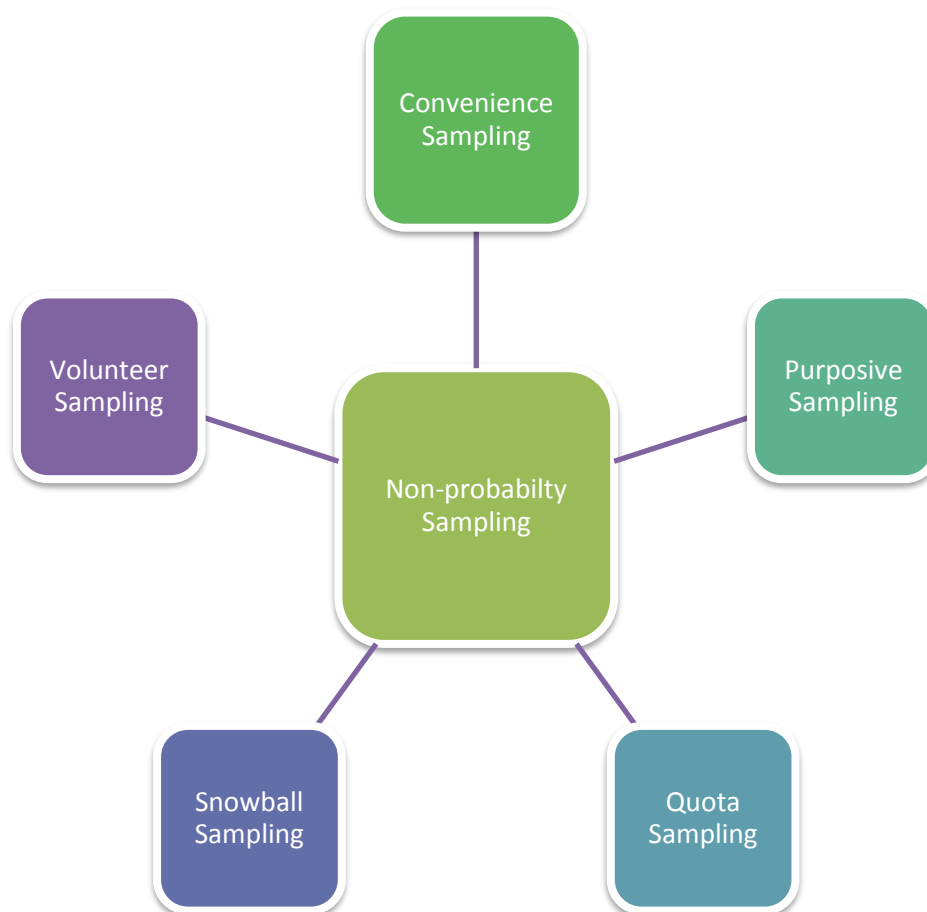 Convenience
Sampling
Volunteer
Sampling
Purposive
Sampling
Non-probabilty
Sampling
Snowball
Sampling
Quota
Sampling